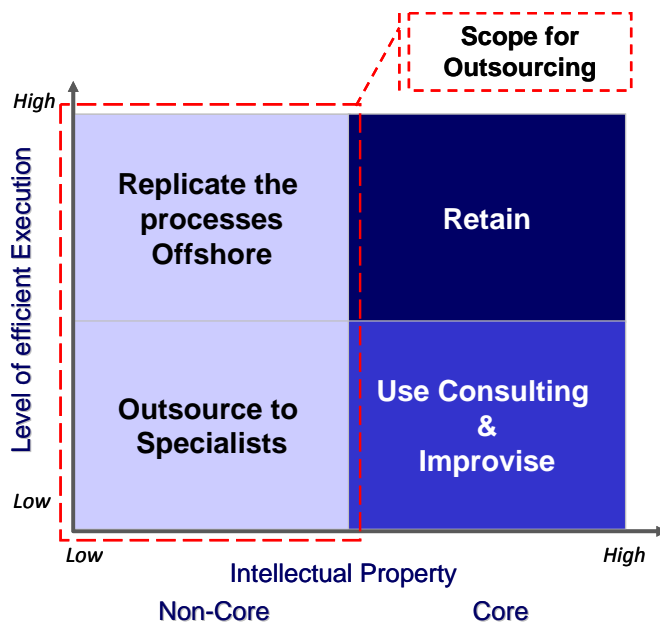 Scope for
Outsourcing
High
Replicate the
processes
Offshore
Retain
Level of efficient Execution
Outsource to
Specialists
Use Consulting
&
Improvise
Low
Low
High
Intellectual Property
Non-Core
Core